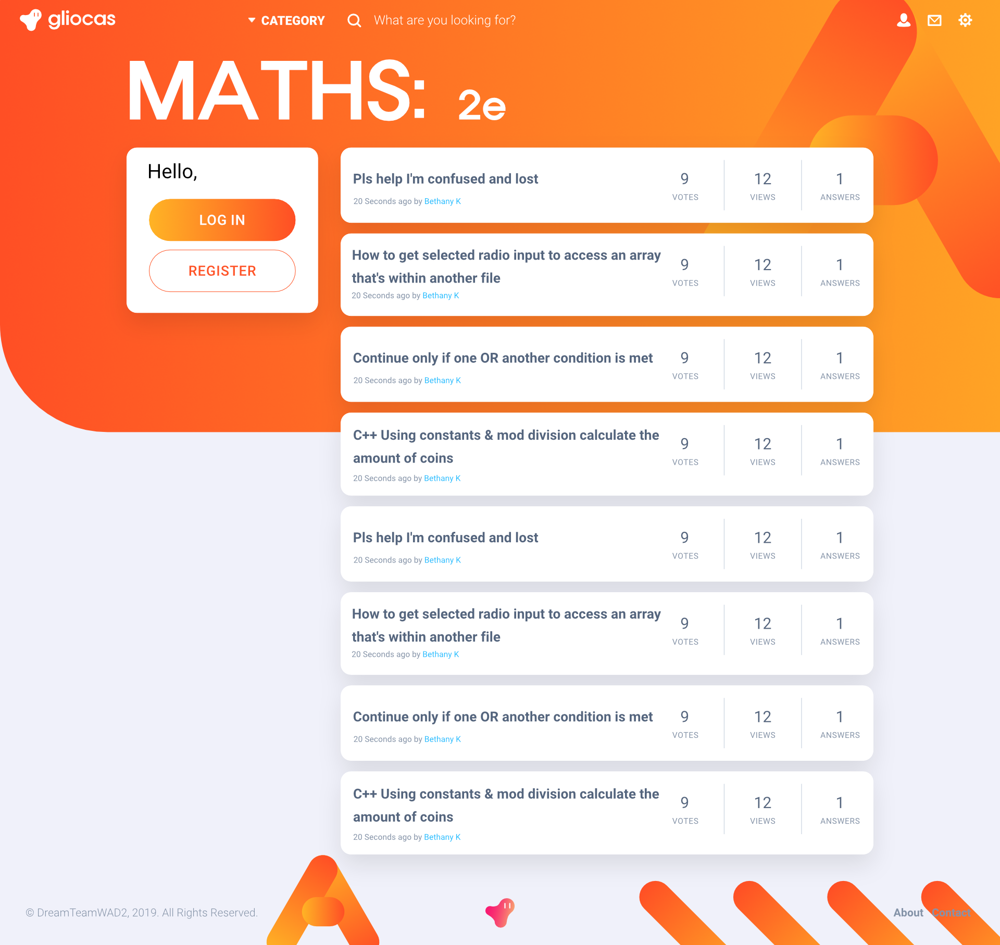 gliocas
CATEGORY
What are you looking for?
MATHS: 2e
Hello,
LOG IN
REGISTER
Pls help I'm confused and lost
20 Seconds ago by Bethany K
9 12 1
VOTES VIEWS ANSWERS
How to get selected radio input to access an array
that's within another file
20 Seconds ago by Bethany K
9 12 1
VOTES VIEWS ANSWERS
Continue only if one OR another condition is met
20 Seconds ago by Bethany K
9 12 1
VOTES VIEWS ANSWERS
C++ Using constants & mod division calculate the
amount of coins
20 Seconds ago by Bethany K
9 12 1
VOTES VIEWS ANSWERS
Pls help I'm confused and lost
20 Seconds ago by Bethany K
9 12 1
VOTES VIEWS ANSWERS
How to get selected radio input to access an array
that's within another file
20 Seconds ago by Bethany K
9 12 1
VOTES VIEWS ANSWERS
Continue only if one OR another condition is met
20 Seconds ago by Bethany K
9 12 1
VOTES VIEWS ANSWERS
C++ Using constants & mod division calculate the
amount of coins
20 Seconds ago by Bethany K
9 12 1
VOTES VIEWS ANSWERS
© DreamTeamWAD2, 2019. All Rights Reserved.
About Contact